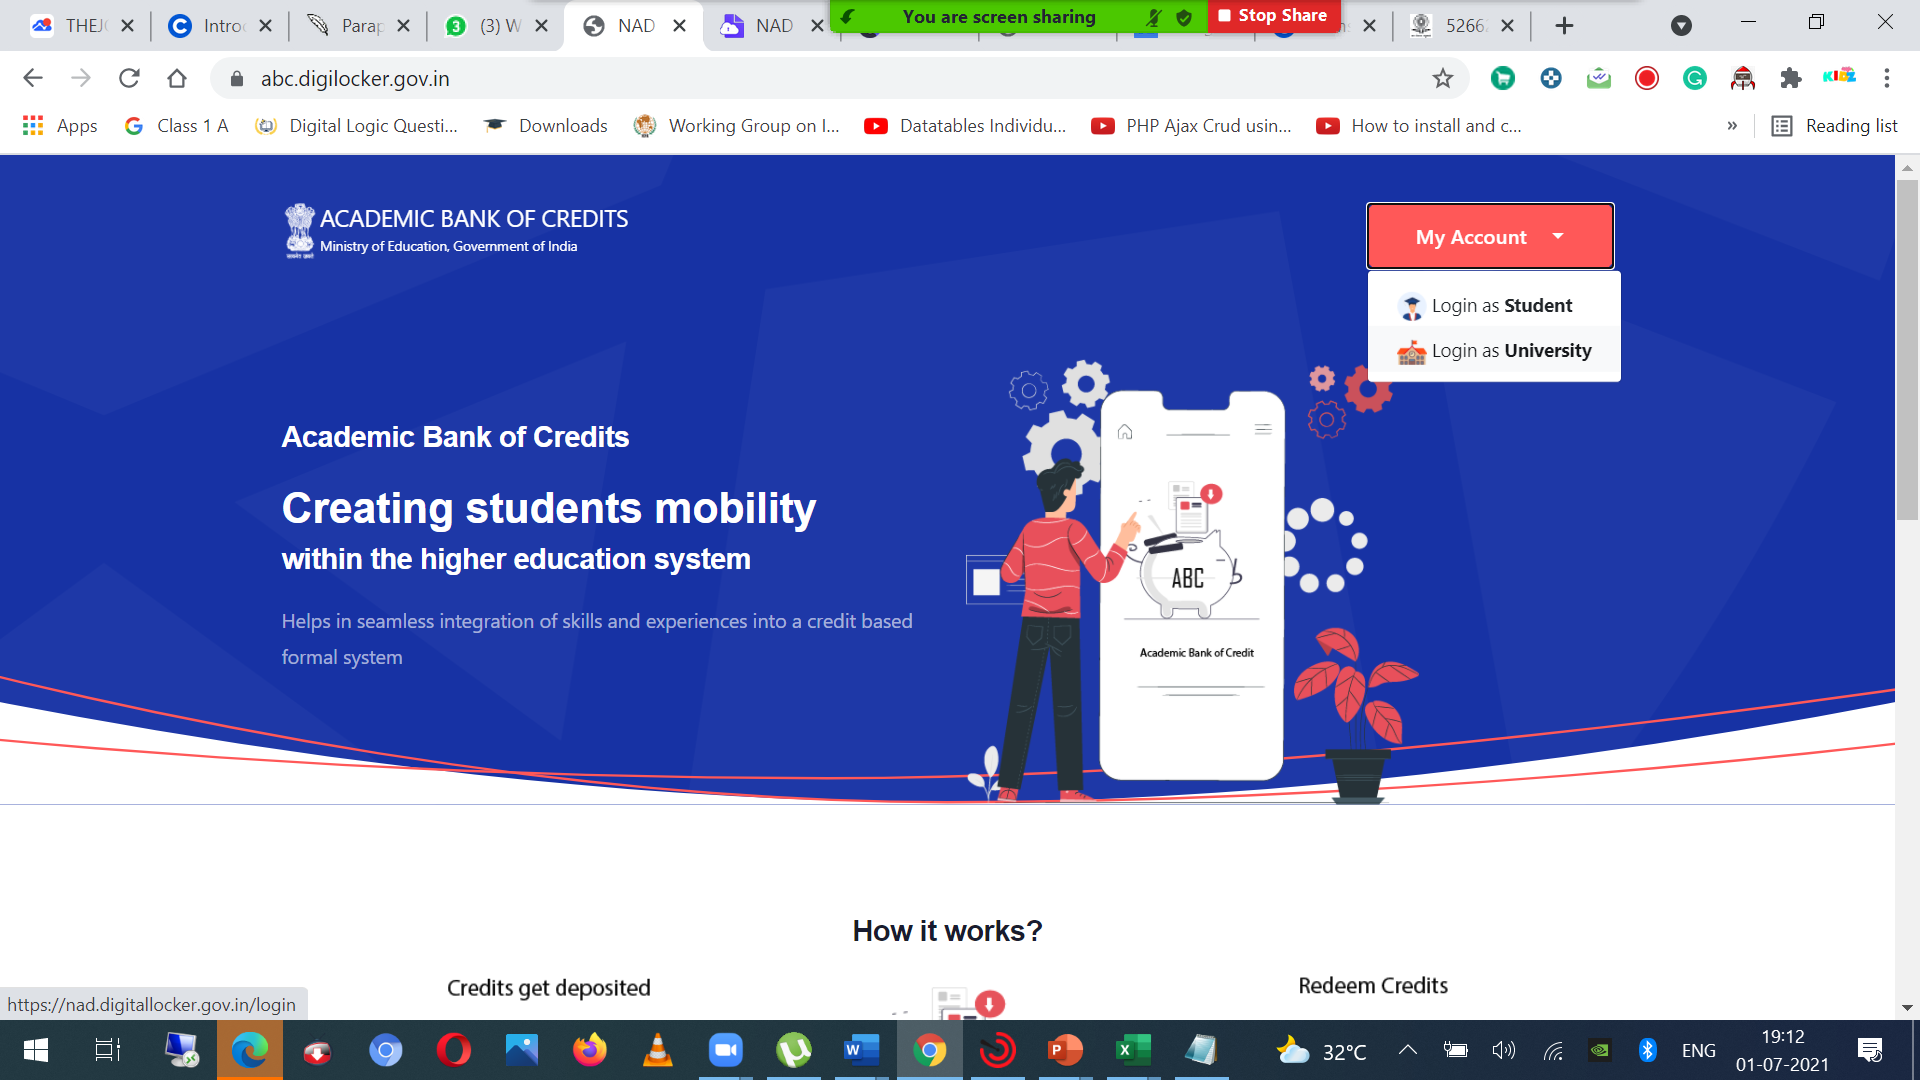 THEJ
Introd
Parap
(3) W
NAD
NAD
You are screen sharing
Stop Share
5266
abc.digilocker.gov.in
Apps
Class 1 A
Digital Logic Questi...
Downloads
Working Group on I...
Datatables Individu...
PHP Ajax Crud usin...
How to install and c...
»
Reading list
ACADEMIC BANK OF CREDITS
Ministry of Education, Government of India
My Account
Login as Student
Login as University
Academic Bank of Credits
Creating students mobility
within the higher education system
Helps in seamless integration of skills and experiences into a credit based
formal system
ABC
Academic Bank of Credit
How it works?
Credits get deposited
Redeem Credits
https://nad.digitallocker.gov.in/login
32°C
ENG
19:12
01-07-2021